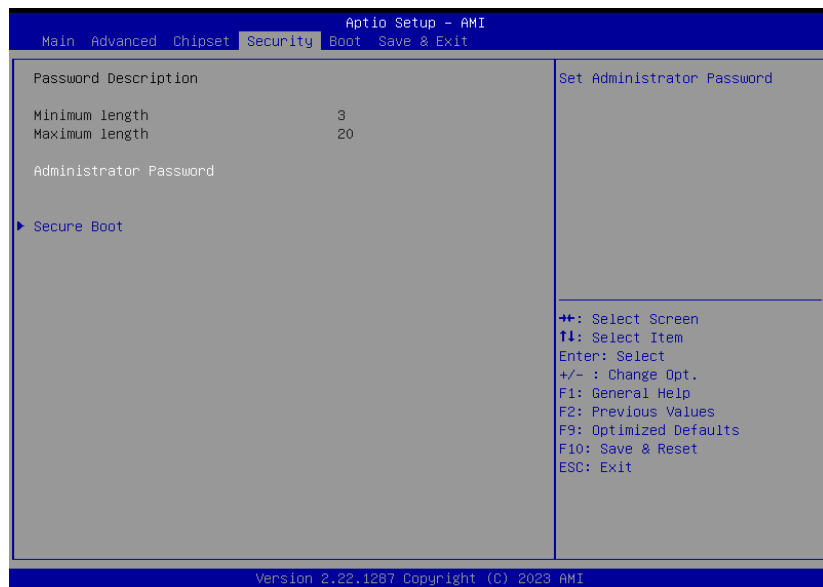 Aptio Setup – AMI
Main Advanced Chipset Security Boot Save & Exit
Password Description
Minimum length 3
Maximum length 20
Administrator Password
Secure Boot
Set Administrator Password
→←: Select Screen
↑↓: Select Item
Enter: Select
+/- : Change Opt.
F1: General Help
F2: Previous Values
F9: Optimized Defaults
F10: Save & Reset
ESC: Exit
Version 2.22.1287 Copyright (C) 2023 AMI